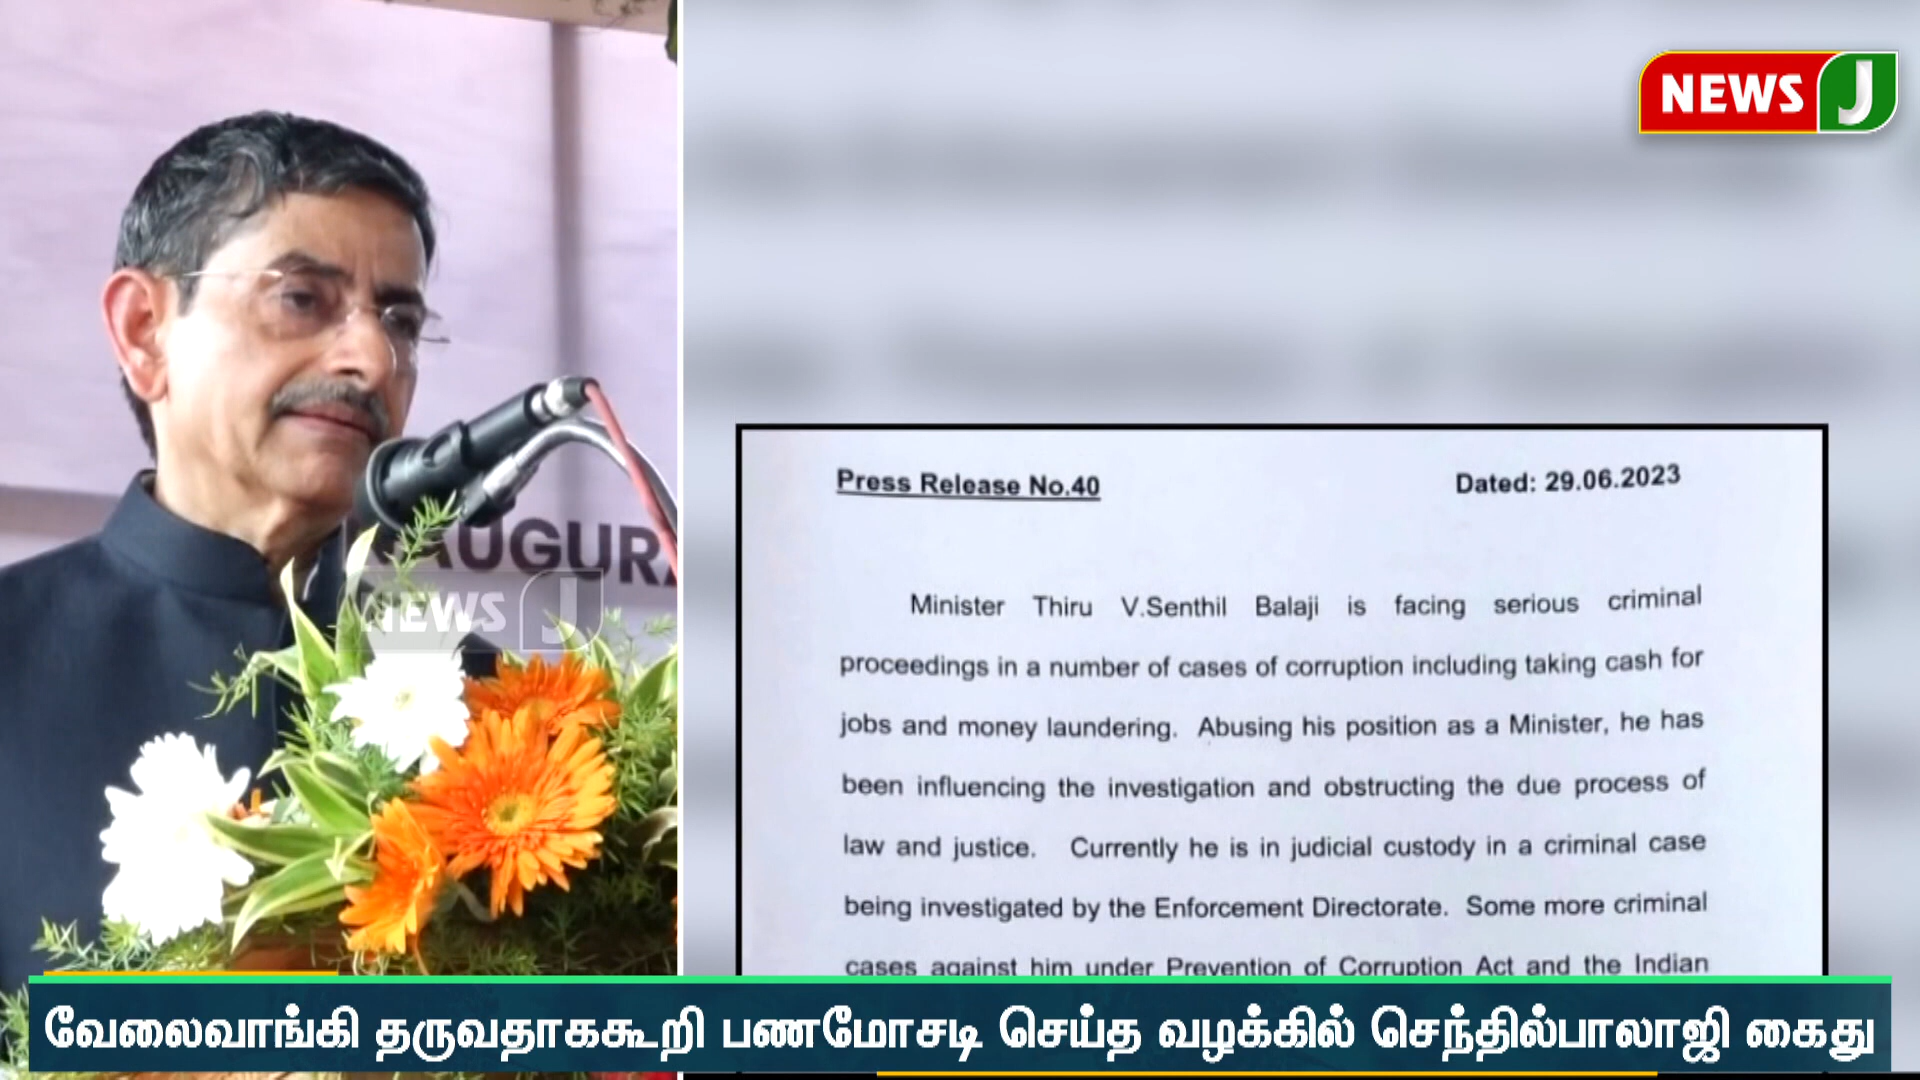 NEWS J
NAUGURA
NEWS J
Press Release No.40
Dated: 29.06.2023
Minister Thiru V.Senthil Balaji is facing serious criminal
proceedings in a number of cases of corruption including taking cash for
jobs and money laundering. Abusing his position as a Minister, he has
been influencing the investigation and obstructing the due process of
law and justice. Currently he is in judicial custody in a criminal case
being investigated by the Enforcement Directorate. Some more criminal
cases against him under Prevention of Corruption Act and the Indian
வேலைவாங்கி தருவதாககூறி பணமோசடி செய்த வழக்கில் செந்தில்பாலாஜி கைது